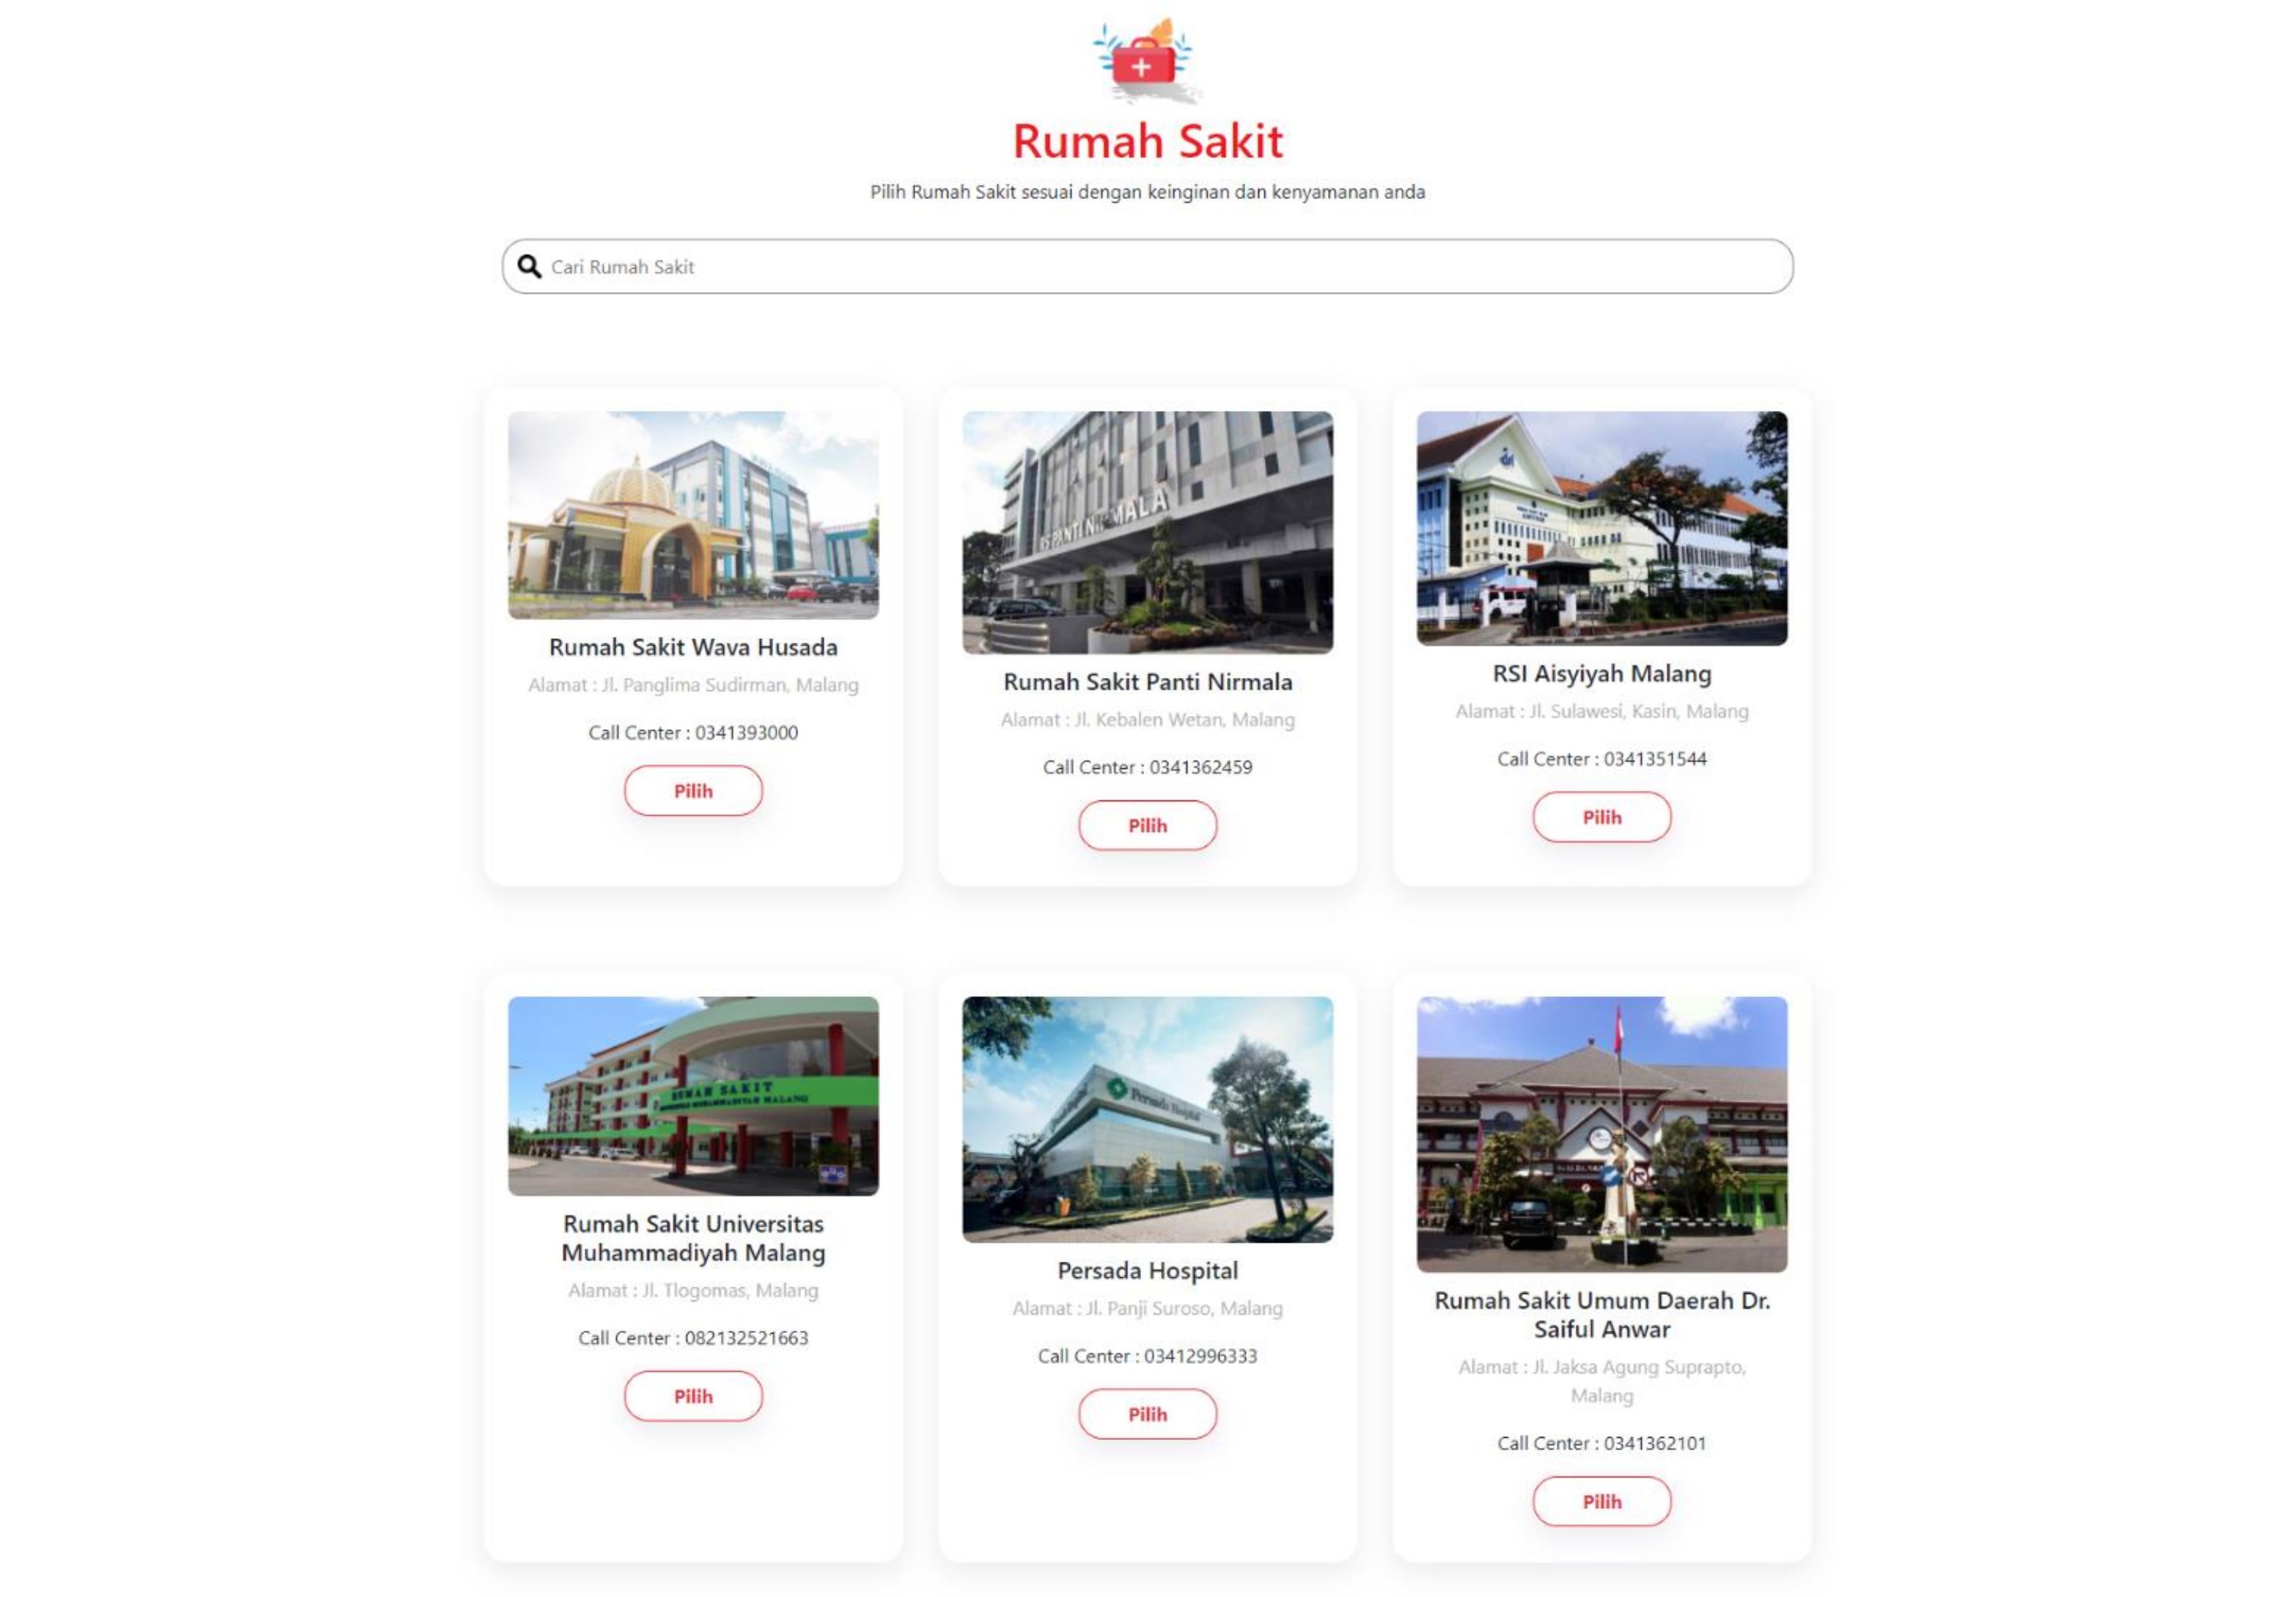 Rumah Sakit
Pilih Rumah Sakit sesuai dengan keinginan dan kenyamanan anda
Cari Rumah Sakit
RS PANTI NIRMALA
Rumah Sakit Wava Husada
Alamat : Jl. Panglima Sudirman, Malang
Call Center : 0341393000
Pilih
Rumah Sakit Panti Nirmala
Alamat : Jl. Kebalen Wetan, Malang
Call Center : 0341362459
Pilih
RSI Aisyiyah Malang
Alamat : Jl. Sulawesi, Kasin, Malang
Call Center : 0341351544
Pilih
RUMAH SAKIT
UNIVERSITAS MUHAMMADIYAH MALANG
Rumah Sakit Universitas
Muhammadiyah Malang
Alamat : Jl. Tlogomas, Malang
Call Center : 082132521663
Pilih
Persada Hospital
Persada Hospital
Alamat : Jl. Panji Suroso, Malang
Call Center : 03412996333
Pilih
Rumah Sakit Umum Daerah Dr.
Saiful Anwar
Alamat : Jl. Jaksa Agung Suprapto,
Malang
Call Center : 0341362101
Pilih